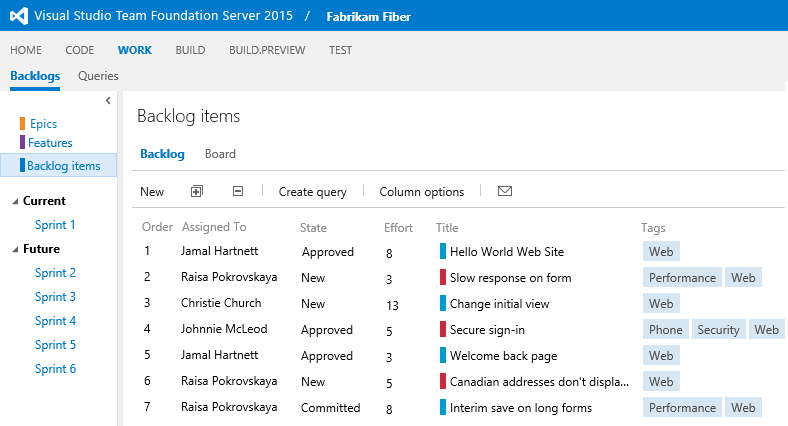 Visual Studio Team Foundation Server 2015 / Fabrikam Fiber
HOME CODE WORK BUILD BUILD.PREVIEW TEST
Backlogs Queries
Epics
Features
Backlog items
Current
Sprint 1
Future
Sprint 2
Sprint 3
Sprint 4
Sprint 5
Sprint 6
Backlog items
Backlog Board
New Create query Column options
Order Assigned To State Effort Title Tags
1 Jamal Hartnett Approved 8 Hello World Web Site Web
2 Raisa Pokrovskaya New 3 Slow response on form Performance Web
3 Christie Church New 13 Change initial view Web
4 Johnnie McLeod Approved 5 Secure sign-in Phone Security Web
5 Jamal Hartnett Approved 3 Welcome back page Web
6 Raisa Pokrovskaya New 5 Canadian addresses don't displa... Web
7 Raisa Pokrovskaya Committed 8 Interim save on long forms Performance Web